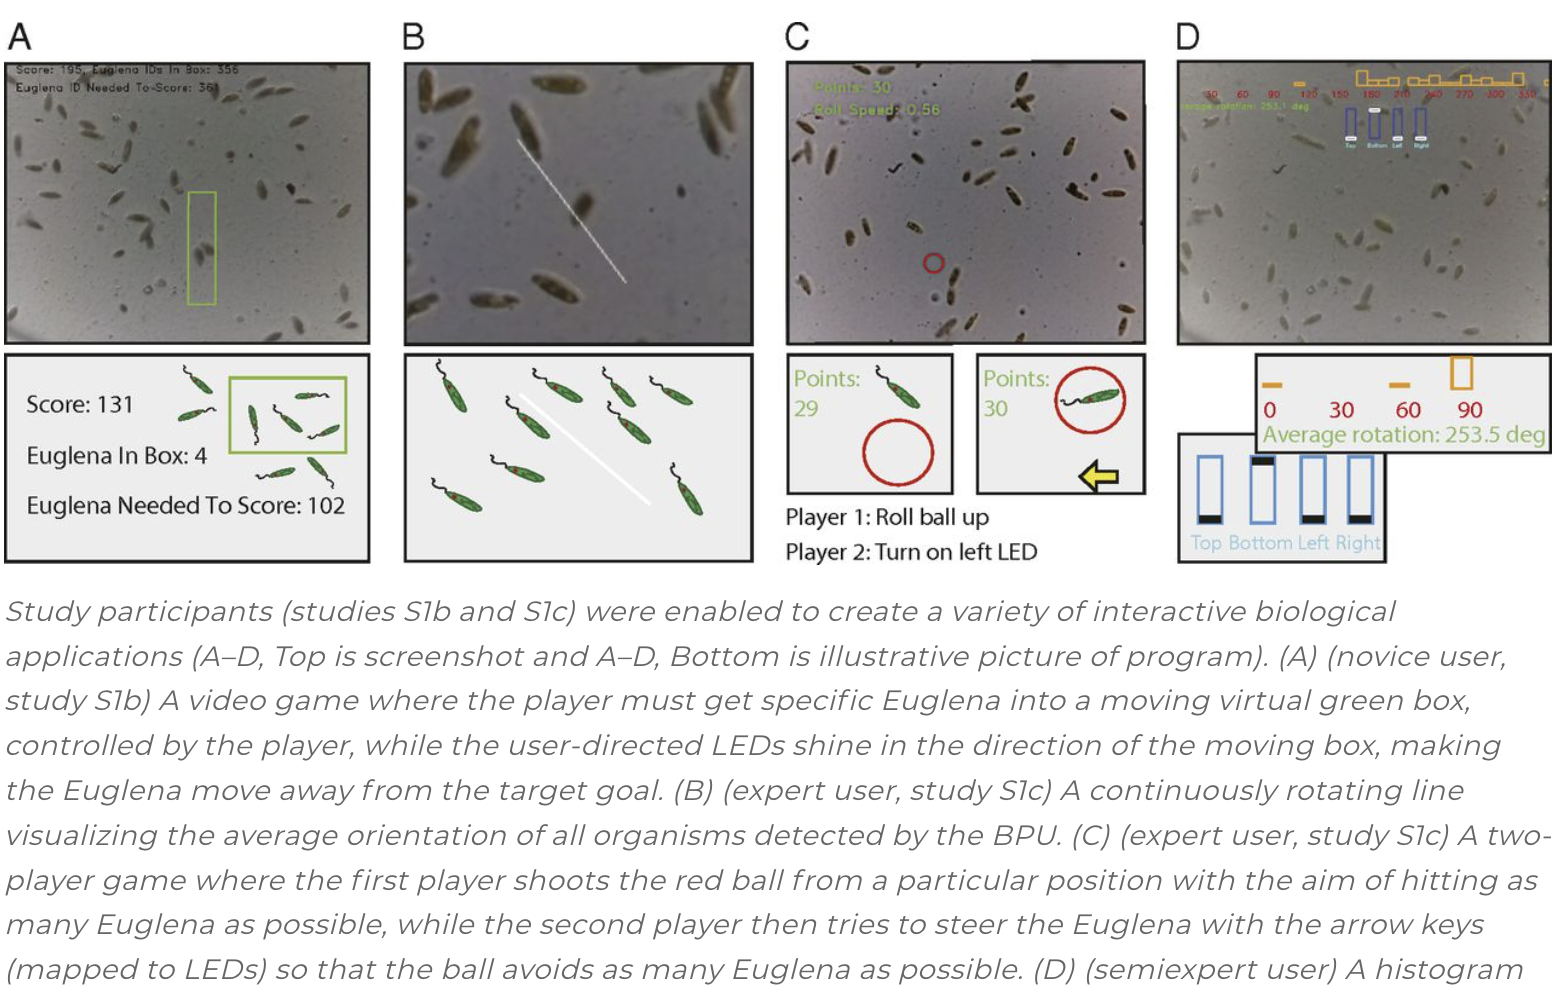 A
B
C
D
Score: 195, Euglena IDs In Box: 356
Euglena ID Needed To Score: 361
Points: 30
Roll Speed: 0.56
30 60 90 120 150 180 210 240 270 300 330
average rotation: 253.1 deg
Top Bottom Left Right
Score: 131
Euglena In Box: 4
Euglena Needed To Score: 102
Points:
29
Points:
30
Player 1: Roll ball up
Player 2: Turn on left LED
0 30 60 90
Average rotation: 253.5 deg
Top Bottom Left Right
Study participants (studies S1b and S1c) were enabled to create a variety of interactive biological
applications (A–D, Top is screenshot and A–D, Bottom is illustrative picture of program). (A) (novice user,
study S1b) A video game where the player must get specific Euglena into a moving virtual green box,
controlled by the player, while the user-directed LEDs shine in the direction of the moving box, making
the Euglena move away from the target goal. (B) (expert user, study S1c) A continuously rotating line
visualizing the average orientation of all organisms detected by the BPU. (C) (expert user, study S1c) A two-
player game where the first player shoots the red ball from a particular position with the aim of hitting as
many Euglena as possible, while the second player then tries to steer the Euglena with the arrow keys
(mapped to LEDs) so that the ball avoids as many Euglena as possible. (D) (semiexpert user) A histogram